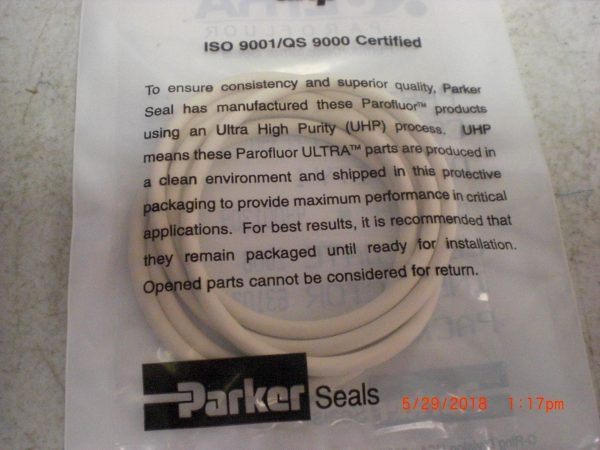 ISO 9001/QS 9000 Certified
To ensure consistency and superior quality, Parker
Seal has manufactured these Parofluor™ products
using an Ultra High Purity (UHP) process. UHP
means these Parofluor ULTRA™ parts are produced in
a clean environment and shipped in this protective
packaging to provide maximum performance in critical
applications. For best results, it is recommended that
they remain packaged until ready for installation.
Opened parts cannot be considered for return.
Parker Seals
5/29/2018 1:17pm